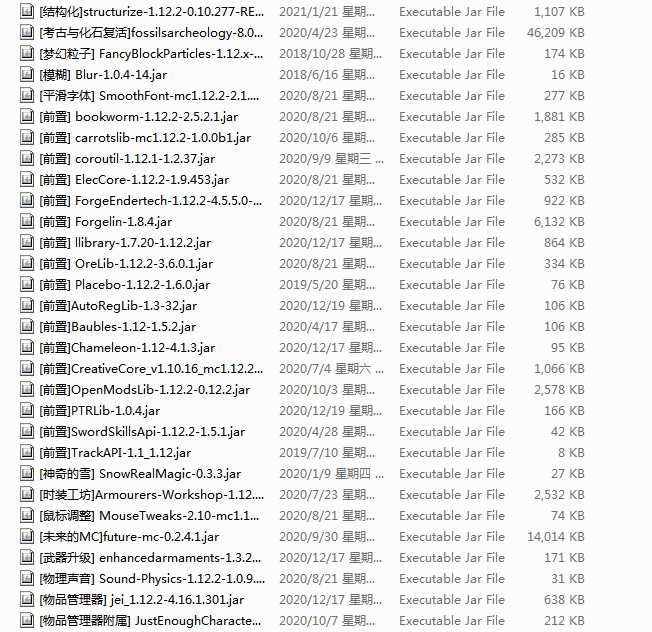 [结构化]structurize-1.12.2-0.10.277-RE... 2021/1/21 星期... Executable Jar File 1,107 KB
[考古与化石复活]fossilsarcheology-8.0... 2020/4/23 星期... Executable Jar File 46,209 KB
[梦幻粒子] FancyBlockParticles-1.12.x-... 2018/10/28 星期... Executable Jar File 174 KB
[模糊] Blur-1.0.4-14.jar 2018/6/16 星期... Executable Jar File 16 KB
[平滑字体] SmoothFont-mc1.12.2-2.1.... 2020/8/21 星期... Executable Jar File 277 KB
[前置] bookworm-1.12.2-2.5.2.1.jar 2020/8/21 星期... Executable Jar File 1,881 KB
[前置] carrotslib-mc1.12.2-1.0.0b1.jar 2020/10/6 星期... Executable Jar File 285 KB
[前置] coroutil-1.12.1-1.2.37.jar 2020/9/9 星期三 ... Executable Jar File 2,273 KB
[前置] ElecCore-1.12.2-1.9.453.jar 2020/8/21 星期... Executable Jar File 532 KB
[前置] ForgeEndertech-1.12.2-4.5.5.0-... 2020/12/17 星期... Executable Jar File 922 KB
[前置] Forgelin-1.8.4.jar 2020/8/21 星期... Executable Jar File 6,132 KB
[前置] llibrary-1.7.20-1.12.2.jar 2020/12/17 星期... Executable Jar File 864 KB
[前置] OreLib-1.12.2-3.6.0.1.jar 2020/8/21 星期... Executable Jar File 334 KB
[前置] Placebo-1.12.2-1.6.0.jar 2019/5/20 星期... Executable Jar File 76 KB
[前置]AutoRegLib-1.3-32.jar 2020/12/19 星期... Executable Jar File 106 KB
[前置]Baubles-1.12-1.5.2.jar 2020/4/17 星期... Executable Jar File 106 KB
[前置]Chameleon-1.12-4.1.3.jar 2020/12/17 星期... Executable Jar File 95 KB
[前置]CreativeCore_v1.10.16_mc1.12.2... 2020/7/4 星期六 ... Executable Jar File 1,066 KB
[前置]OpenModsLib-1.12.2-0.12.2.jar 2020/10/3 星期... Executable Jar File 2,578 KB
[前置]PTRLib-1.0.4.jar 2020/12/19 星期... Executable Jar File 166 KB
[前置]SwordSkillsApi-1.12.2-1.5.1.jar 2020/4/28 星期... Executable Jar File 42 KB
[前置]TrackAPI-1.1_1.12.jar 2019/7/10 星期... Executable Jar File 8 KB
[神奇的雪] SnowRealMagic-0.3.3.jar 2020/1/9 星期四 ... Executable Jar File 27 KB
[时装工坊]Armourers-Workshop-1.12.... 2020/7/23 星期... Executable Jar File 2,532 KB
[鼠标调整] MouseTweaks-2.10-mc1.1... 2020/8/21 星期... Executable Jar File 74 KB
[未来的MC]future-mc-0.2.4.1.jar 2020/9/30 星期... Executable Jar File 14,014 KB
[武器升级] enhancedarmaments-1.3.2... 2020/12/17 星期... Executable Jar File 171 KB
[物理声音] Sound-Physics-1.12.2-1.0.9.... 2020/8/21 星期... Executable Jar File 31 KB
[物品管理器] jei_1.12.2-4.16.1.301.jar 2020/12/17 星期... Executable Jar File 638 KB
[物品管理器附属] JustEnoughCharacte... 2020/10/7 星期... Executable Jar File 212 KB